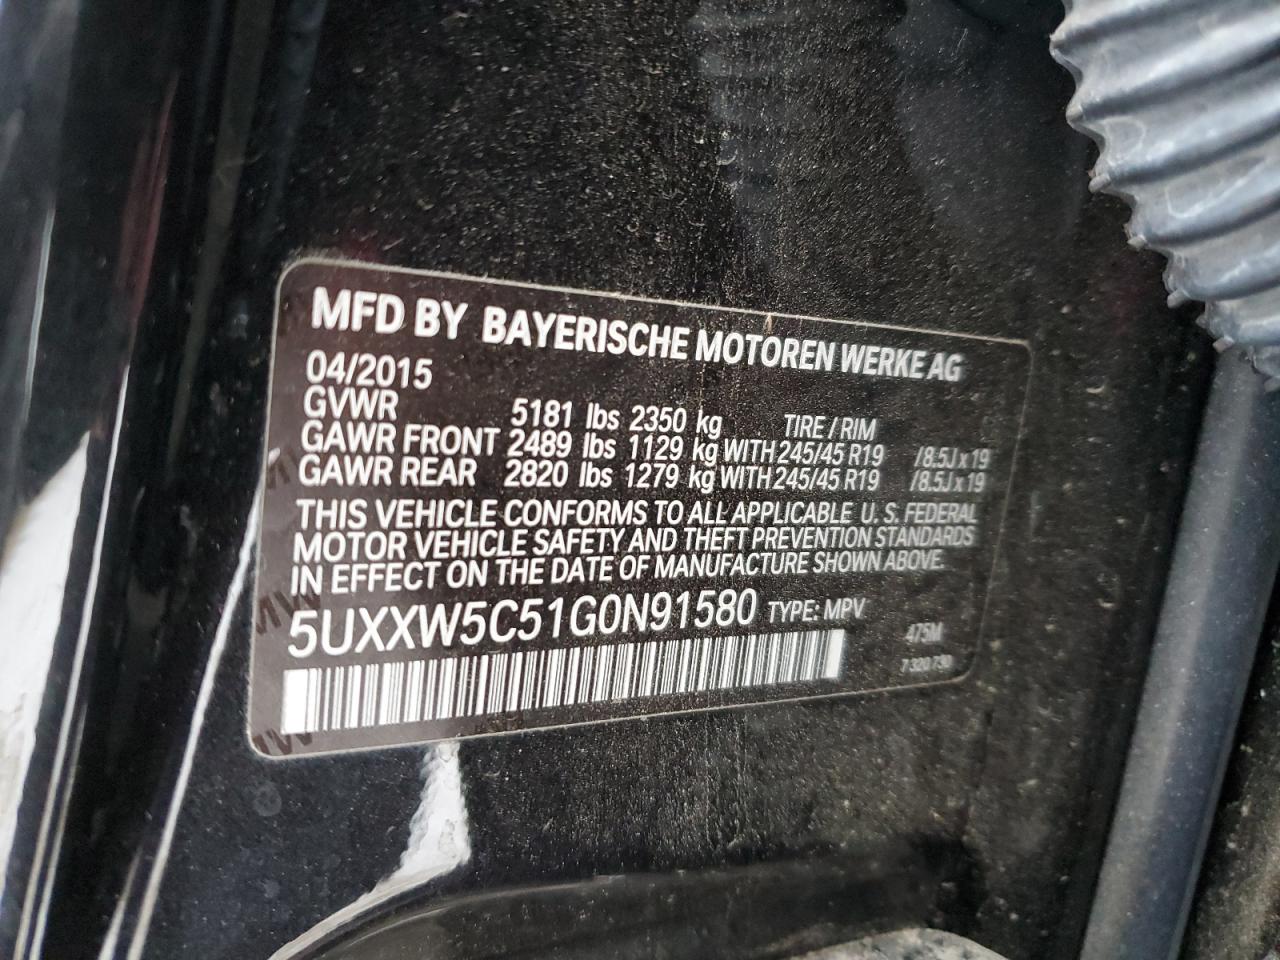 MFD BY BAYERISCHE MOTOREN WERKE AG
04/2015
GVWR 5181 lbs 2350 kg TIRE / RIM
GAWR FRONT 2489 lbs 1129 kg WITH 245/45 R19 /8.5J x 19
GAWR REAR 2820 lbs 1279 kg WITH 245/45 R19 /8.5J x 19
THIS VEHICLE CONFORMS TO ALL APPLICABLE U. S. FEDERAL
MOTOR VEHICLE SAFETY AND THEFT PREVENTION STANDARDS
IN EFFECT ON THE DATE OF MANUFACTURE SHOWN ABOVE.
5UXXW5C51G0N91580 TYPE: MPV
475M
7 320 730